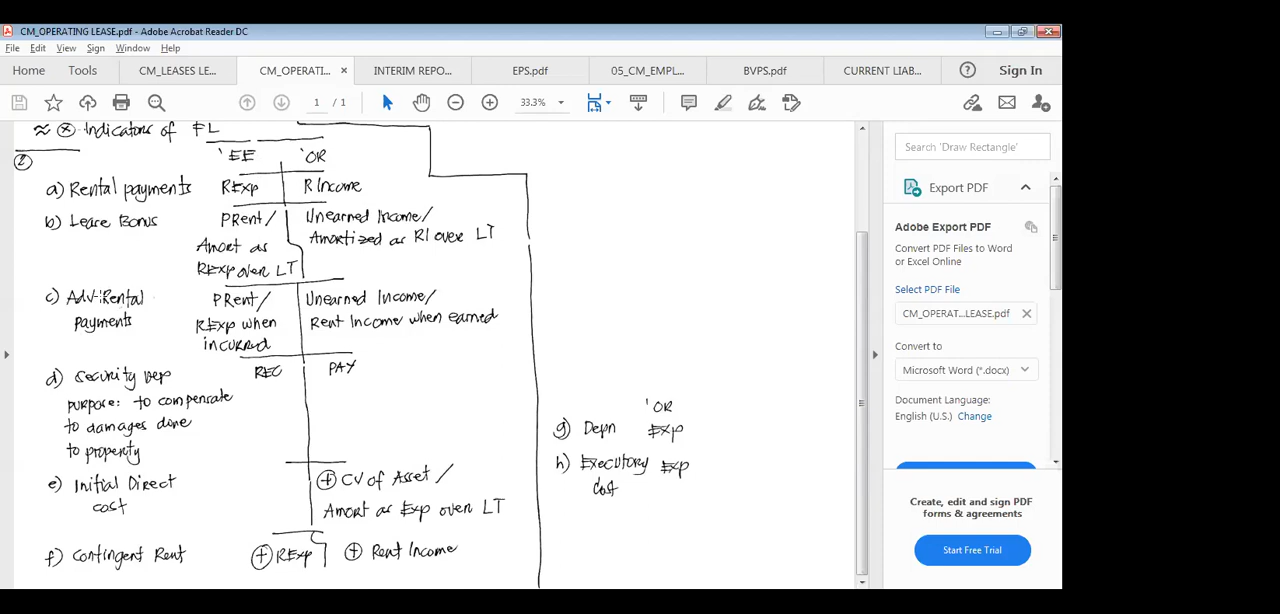 CM_OPERATING LEASE.pdf - Adobe Acrobat Reader DC
File Edit View Sign Window Help
Home Tools CM_LEASES LE... CM_OPERATI... × INTERIM REPO... EPS.pdf 05_CM_EMPL... BVPS.pdf CURRENT LIAB... Sign In
1 / 1 33.3%
≈ ⊗ Indicators of FL
②
'EE 'OR
a) Rental payments RExp R Income
b) Lease Bonus PRent/ Unearned Income/
Amort as Amortized as RI over LT
RExp over LT
c) Adv. Rental PRent/ Unearned Income/
payments RExp when Rent Income when earned
incurred
REC PAY
d) Security Dep
purpose: to compensate
to damages done
to property
e) Initial Direct ⊕ CV of Asset /
cost Amort as Exp over LT
f) Contingent Rent ⊕ RExp ⊕ Rent Income
'OR
g) Depn Exp
h) Executory Exp
Cost
Search 'Draw Rectangle'
Export PDF
Adobe Export PDF
Convert PDF Files to Word
or Excel Online
Select PDF File
CM_OPERAT...LEASE.pdf ×
Convert to
Microsoft Word (*.docx)
Document Language:
English (U.S.) Change
Create, edit and sign PDF
forms & agreements
Start Free Trial